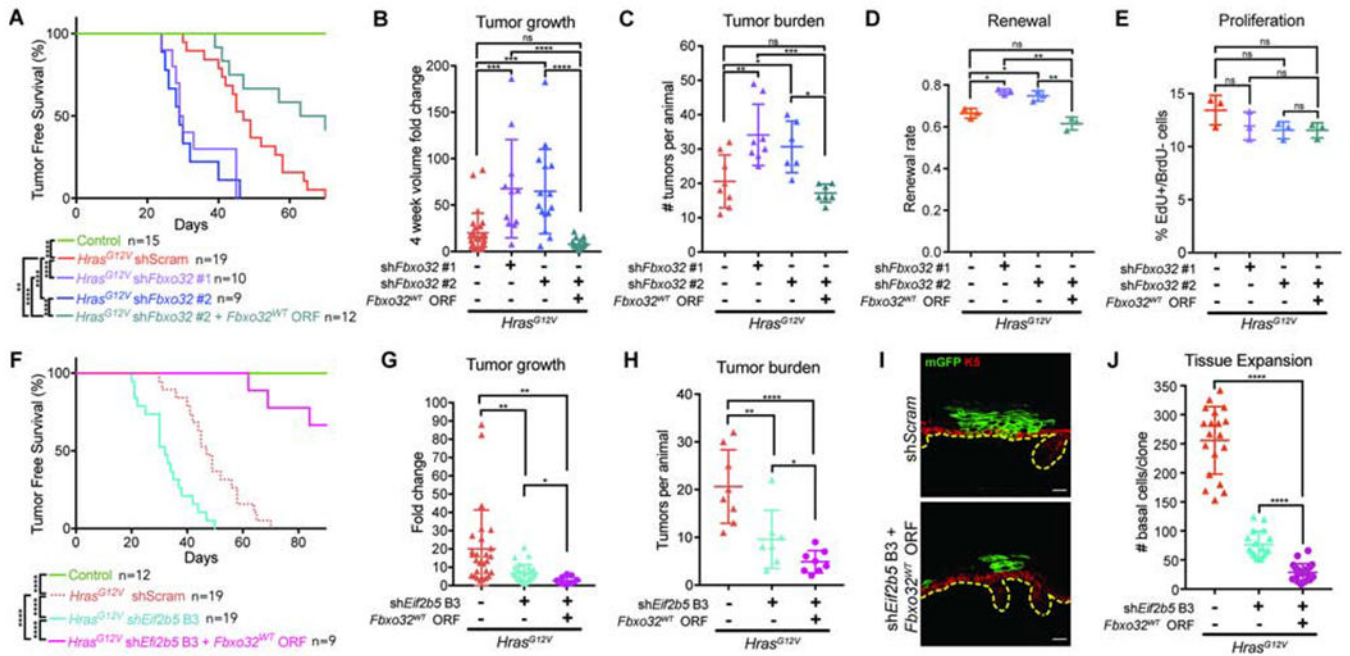 A
Tumor Free Survival (%)
100
50
0
0 20 40 60
Days
Control n=15
HrasG12V shScram n=19
HrasG12V shFbxo32 #1 n=10
HrasG12V shFbxo32 #2 n=9
HrasG12V shFbxo32 #2 + Fbxo32WT ORF n=12
** **** **** ****
B
Tumor growth
ns
****
*** ****
***
4 week volume fold change
250
200
150
100
50
0
shFbxo32 #1 - + - -
shFbxo32 #2 - - + +
Fbxo32WT ORF - - - +
HrasG12V
C
Tumor burden
ns
***
*
** *
# tumors per animal
60
50
40
30
20
10
0
shFbxo32 #1 - + - -
shFbxo32 #2 - - + +
Fbxo32WT ORF - - - +
HrasG12V
D
Renewal
ns
**
*
* **
Renewal rate
0.8
0.6
0.4
0.2
0.0
shFbxo32 #1 - + - -
shFbxo32 #2 - - + +
Fbxo32WT ORF - - - +
HrasG12V
E
Proliferation
ns
ns
ns
ns
ns
% EdU+/BrdU- cells
15
10
5
0
shFbxo32 #1 - + - -
shFbxo32 #2 - - + +
Fbxo32WT ORF - - - +
HrasG12V
F
Tumor Free Survival (%)
100
50
0
0 20 40 60 80
Days
Control n=12
HrasG12V shScram n=19
HrasG12V shEif2b5 B3 n=19
HrasG12V shEfi2b5 B3 + Fbxo32WT ORF n=9
**** **** **** ****
G
Tumor growth
**
**
*
Fold change
100
90
80
70
60
50
40
30
20
10
0
shEif2b5 B3 - + +
Fbxo32WT ORF - - +
HrasG12V
H
Tumor burden
****
**
*
Tumors per animal
40
30
20
10
0
shEif2b5 B3 - + +
Fbxo32WT ORF - - +
HrasG12V
I
mGFP K5
shScram
shEif2b5 B3 +
Fbxo32WT ORF
J
Tissue Expansion
****
****
# basal cells/clone
350
300
250
200
150
100
50
0
shEif2b5 B3 - + +
Fbxo32WT ORF - - +
HrasG12V